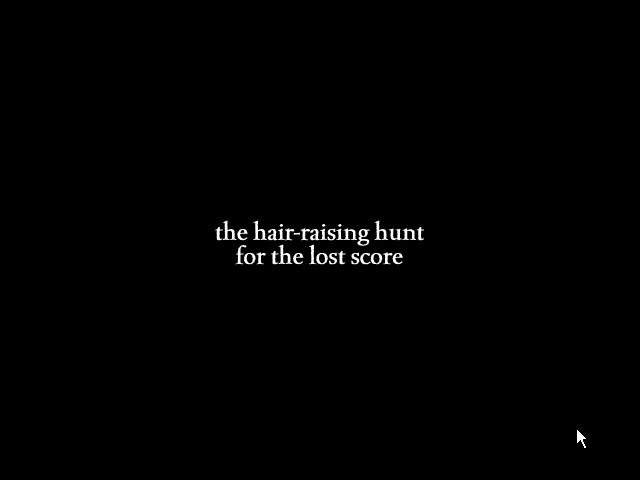 the hair-raising hunt
for the lost score